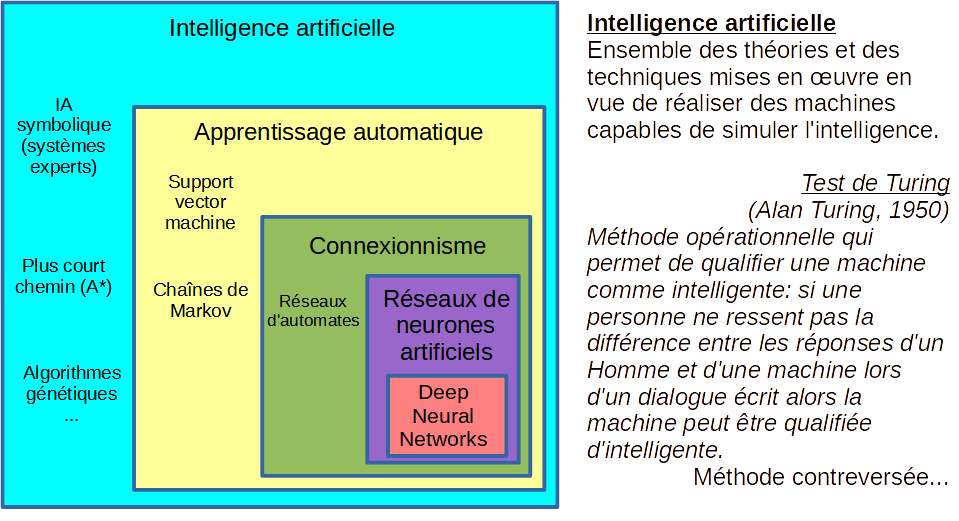 Intelligence artificielle
IA
symbolique
(systèmes
experts)
Plus court
chemin (A*)
Algorithmes
génétiques
...
Apprentissage automatique
Support
vector
machine
Chaînes de
Markov
Connexionnisme
Réseaux
d'automates
Réseaux de
neurones
artificiels
Deep
Neural
Networks
Intelligence artificielle
Ensemble des théories et des
techniques mises en œuvre en
vue de réaliser des machines
capables de simuler l'intelligence.
Test de Turing
(Alan Turing, 1950)
Méthode opérationnelle qui
permet de qualifier une machine
comme intelligente: si une
personne ne ressent pas la
différence entre les réponses d'un
Homme et d'une machine lors
d'un dialogue écrit alors la
machine peut être qualifiée
d'intelligente.
Méthode contreversée...